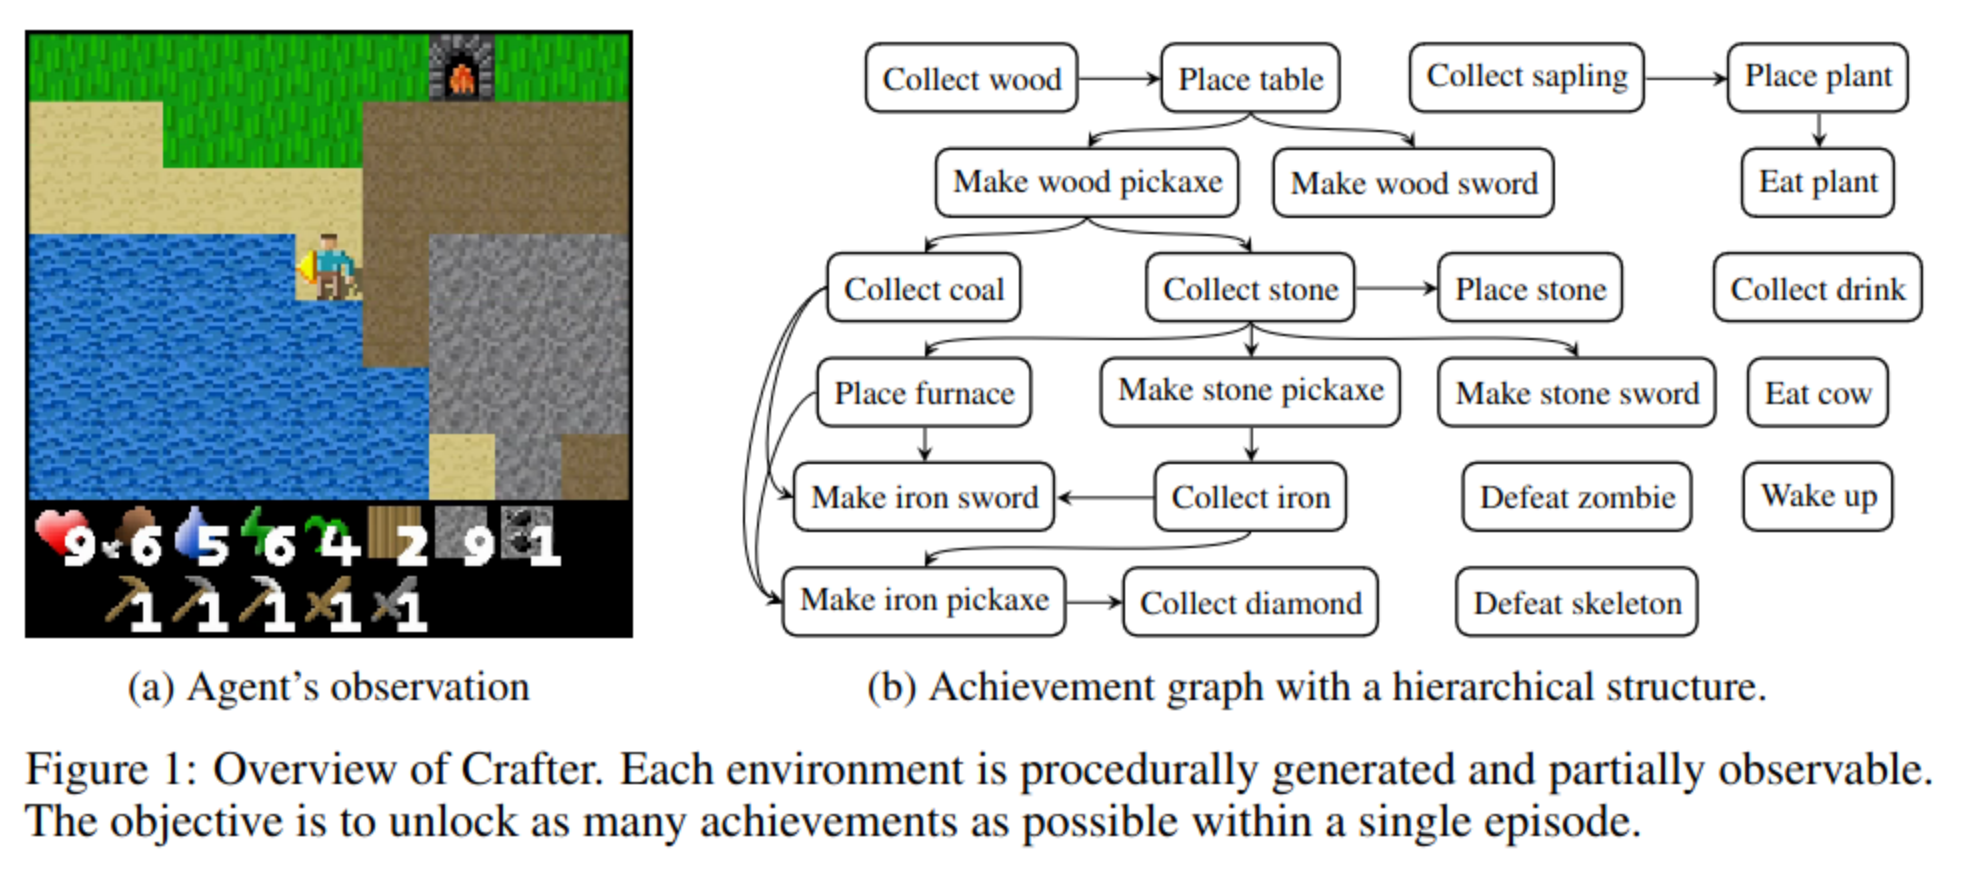 9 6 5 6 4 2 9 1
1 1 1 1 1
(a) Agent's observation
Collect wood Place table Collect sapling Place plant
Make wood pickaxe Make wood sword Eat plant
Collect coal Collect stone Place stone Collect drink
Place furnace Make stone pickaxe Make stone sword Eat cow
Make iron sword Collect iron Defeat zombie Wake up
Make iron pickaxe Collect diamond Defeat skeleton
(b) Achievement graph with a hierarchical structure.
Figure 1: Overview of Crafter. Each environment is procedurally generated and partially observable.
The objective is to unlock as many achievements as possible within a single episode.